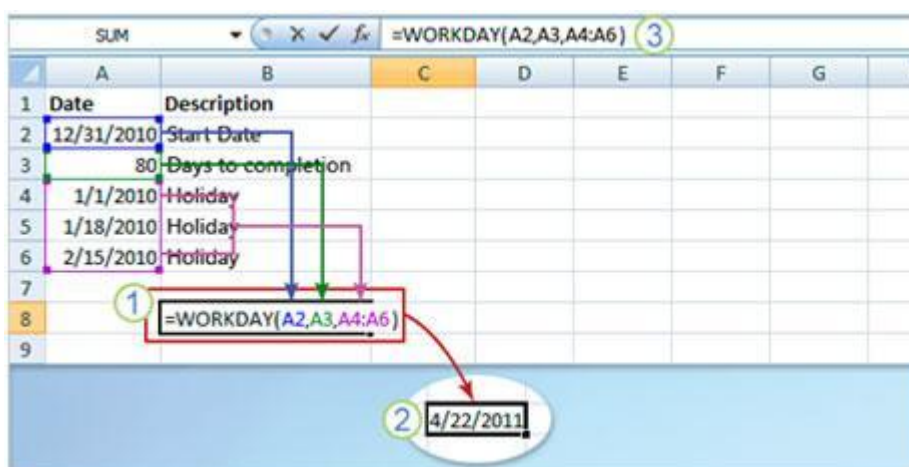 SUM fx =WORKDAY(A2,A3,A4:A6) 3
A B C D E F G
1 Date Description
2 12/31/2010 Start Date
3 80 Days to completion
4 1/1/2010 Holiday
5 1/18/2010 Holiday
6 2/15/2010 Holiday
7
1
8 =WORKDAY(A2,A3,A4:A6)
9
2 4/22/2011